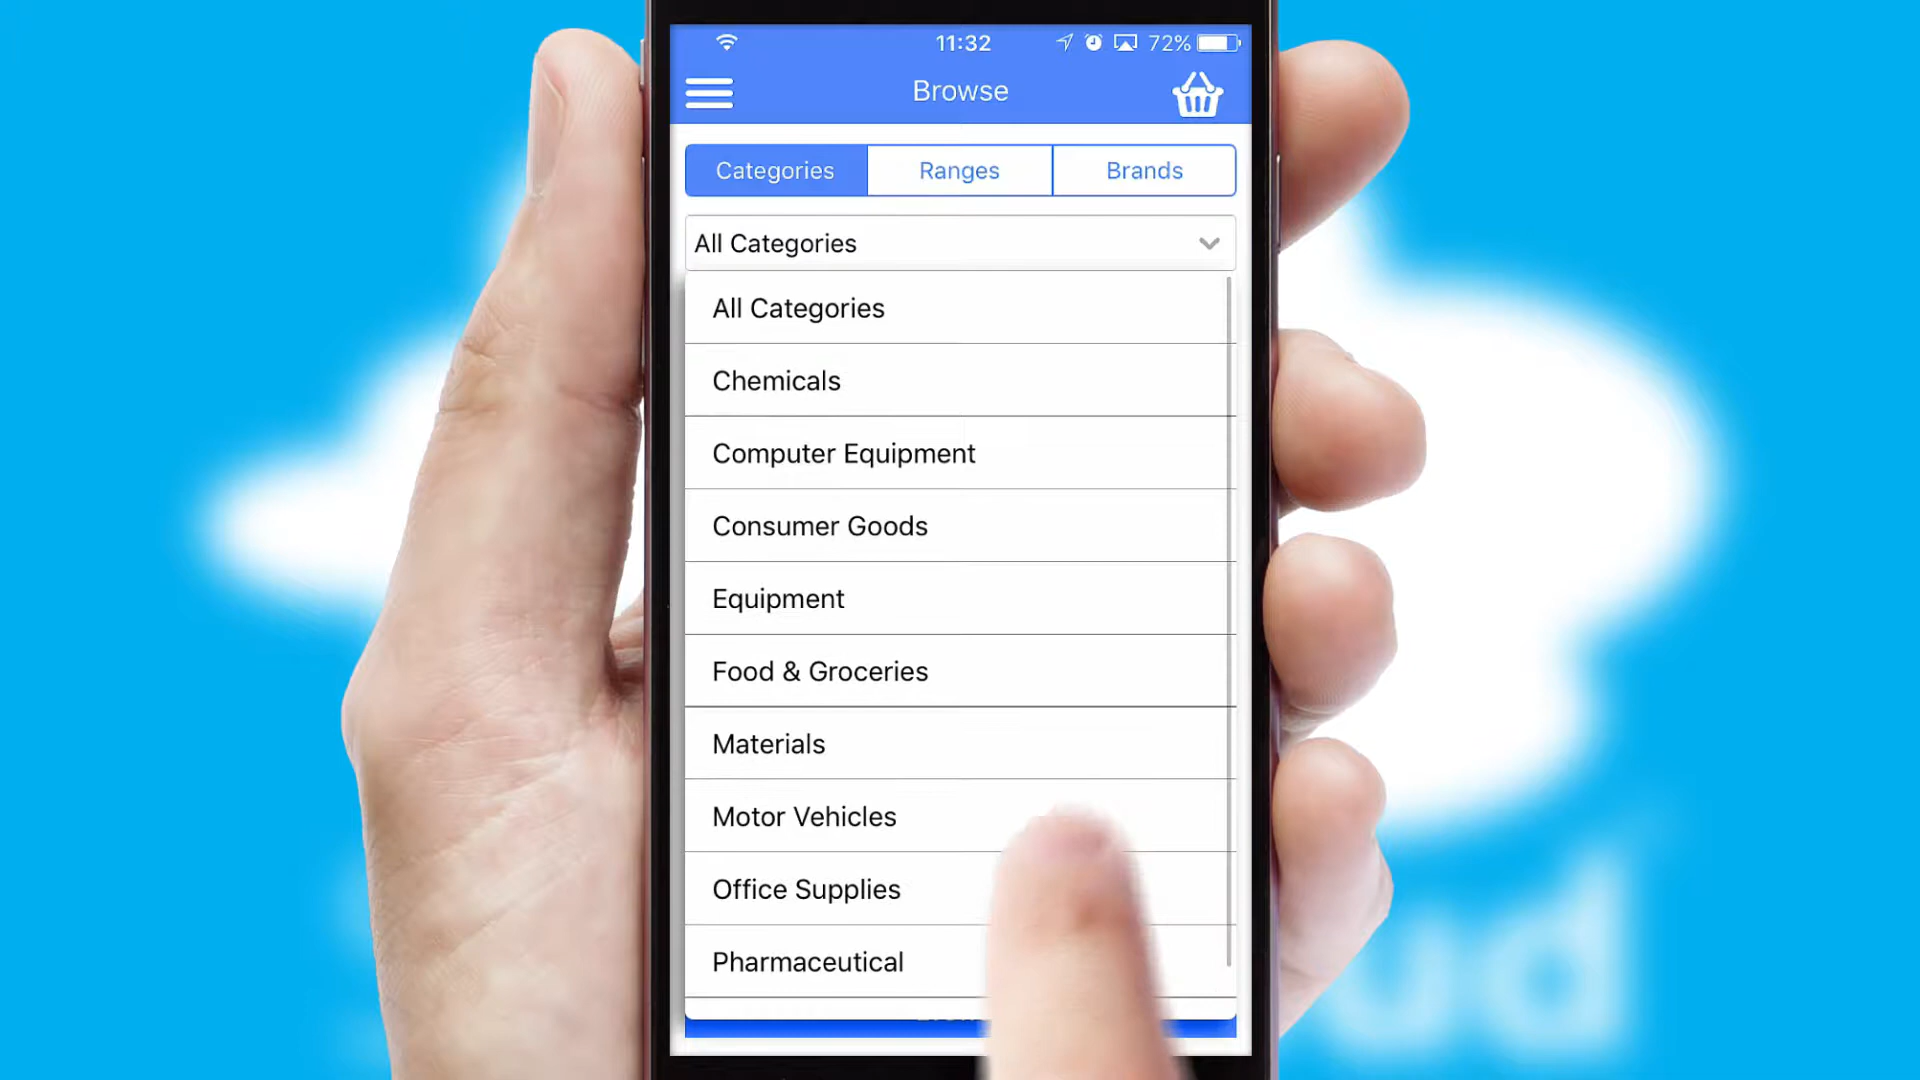 11:32
72%
Browse
Categories
Ranges
Brands
All Categories
All Categories
Chemicals
Computer Equipment
Consumer Goods
Equipment
Food & Groceries
Materials
Motor Vehicles
Office Supplies
Pharmaceutical
ud